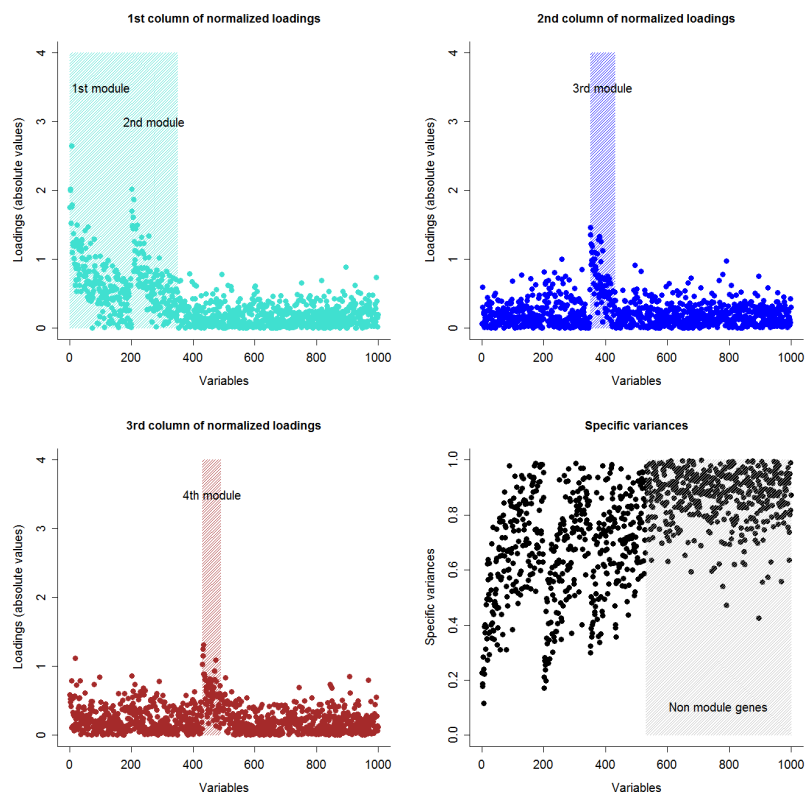 1st column of normalized loadings
4
3
2
1
0
Loadings (absolute values)
1st module
2nd module
0
200
400
600
800
1000
Variables
2nd column of normalized loadings
4
3
2
1
0
Loadings (absolute values)
3rd module
0
200
400
600
800
1000
Variables
3rd column of normalized loadings
4
3
2
1
0
Loadings (absolute values)
4th module
0
200
400
600
800
1000
Variables
Specific variances
1.0
0.8
0.6
0.4
0.2
0.0
Specific variances
Non module genes
0
200
400
600
800
1000
Variables